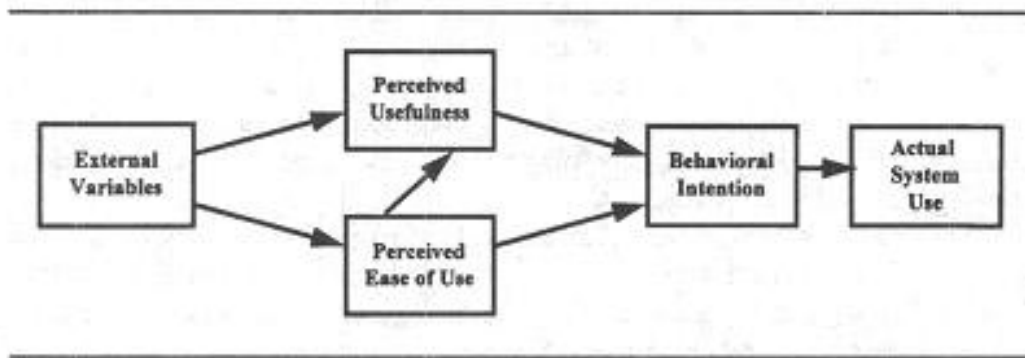 External
Variables
Perceived
Usefulness
Perceived
Ease of Use
Behavioral
Intention
Actual
System
Use